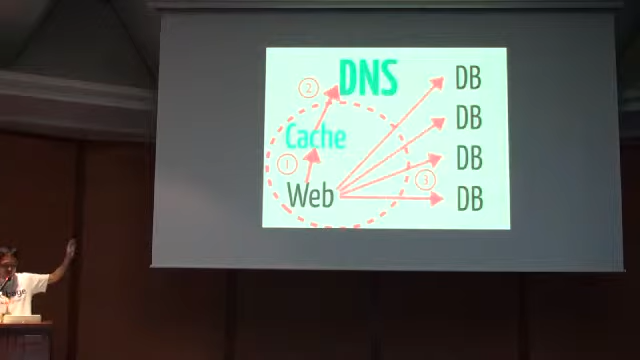 ② DNS DB
DB
Cache
① DB
③
Web DB